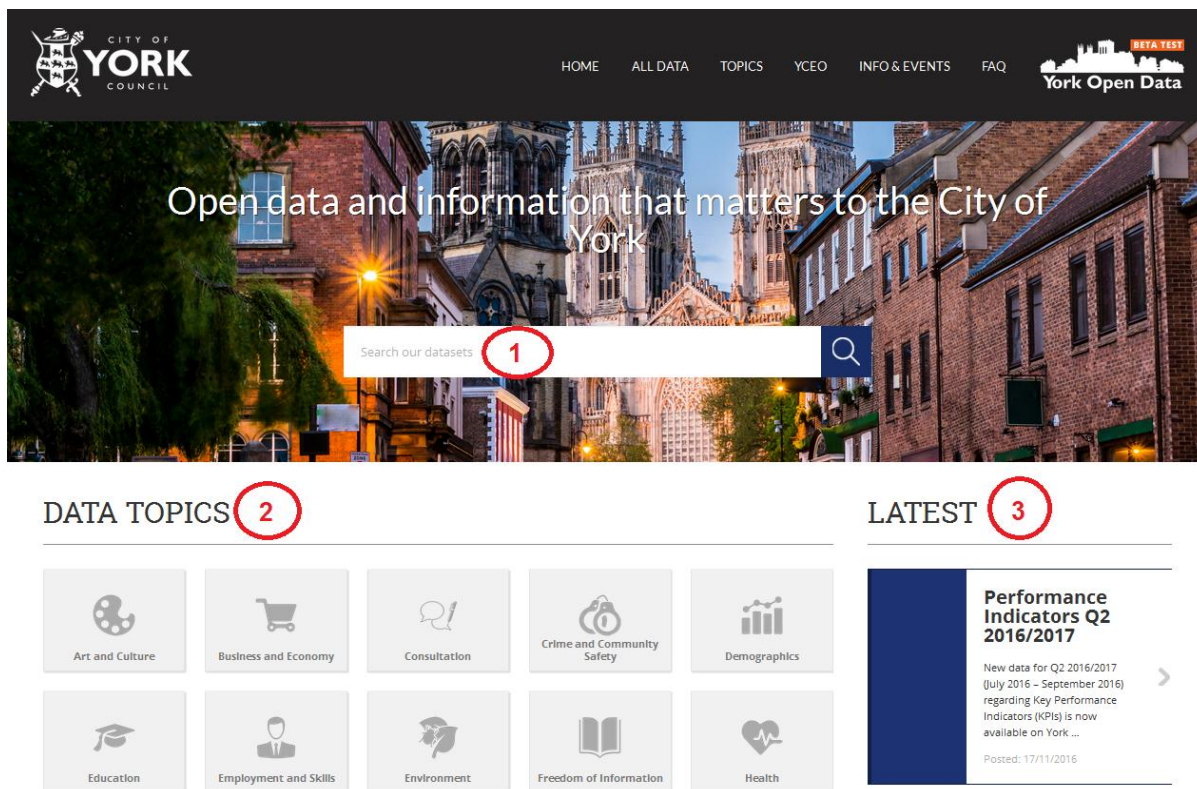 CITY OF
YORK
COUNCIL
HOME ALL DATA TOPICS YCEO INFO & EVENTS FAQ
BETA TEST
York Open Data
Open data and information that matters to the City of
York
Search our datasets 1
DATA TOPICS 2
LATEST 3
Art and Culture
Business and Economy
Consultation
Crime and Community
Safety
Demographics
Education
Employment and Skills
Environment
Freedom of Information
Health
Performance
Indicators Q2
2016/2017
New data for Q2 2016/2017
(July 2016 – September 2016)
regarding Key Performance
Indicators (KPIs) is now
available on York ...
Posted: 17/11/2016